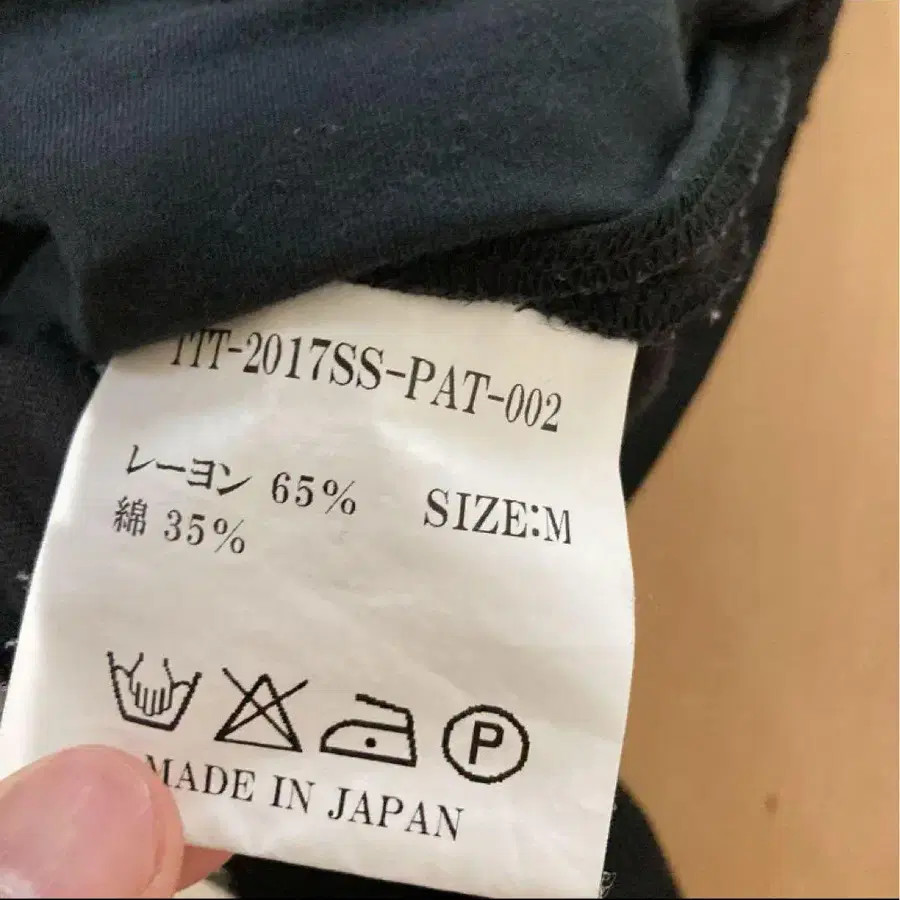 TTT-2017SS-PAT-002
レーヨン 65%
綿 35%
SIZE:M
P
MADE IN JAPAN